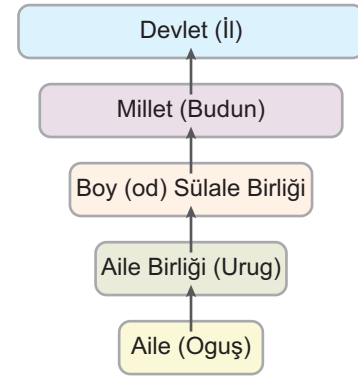 Devlet (İl)
Millet (Budun)
Boy (od) Sülale Birliği
Aile Birliği (Urug)
Aile (Oguş)